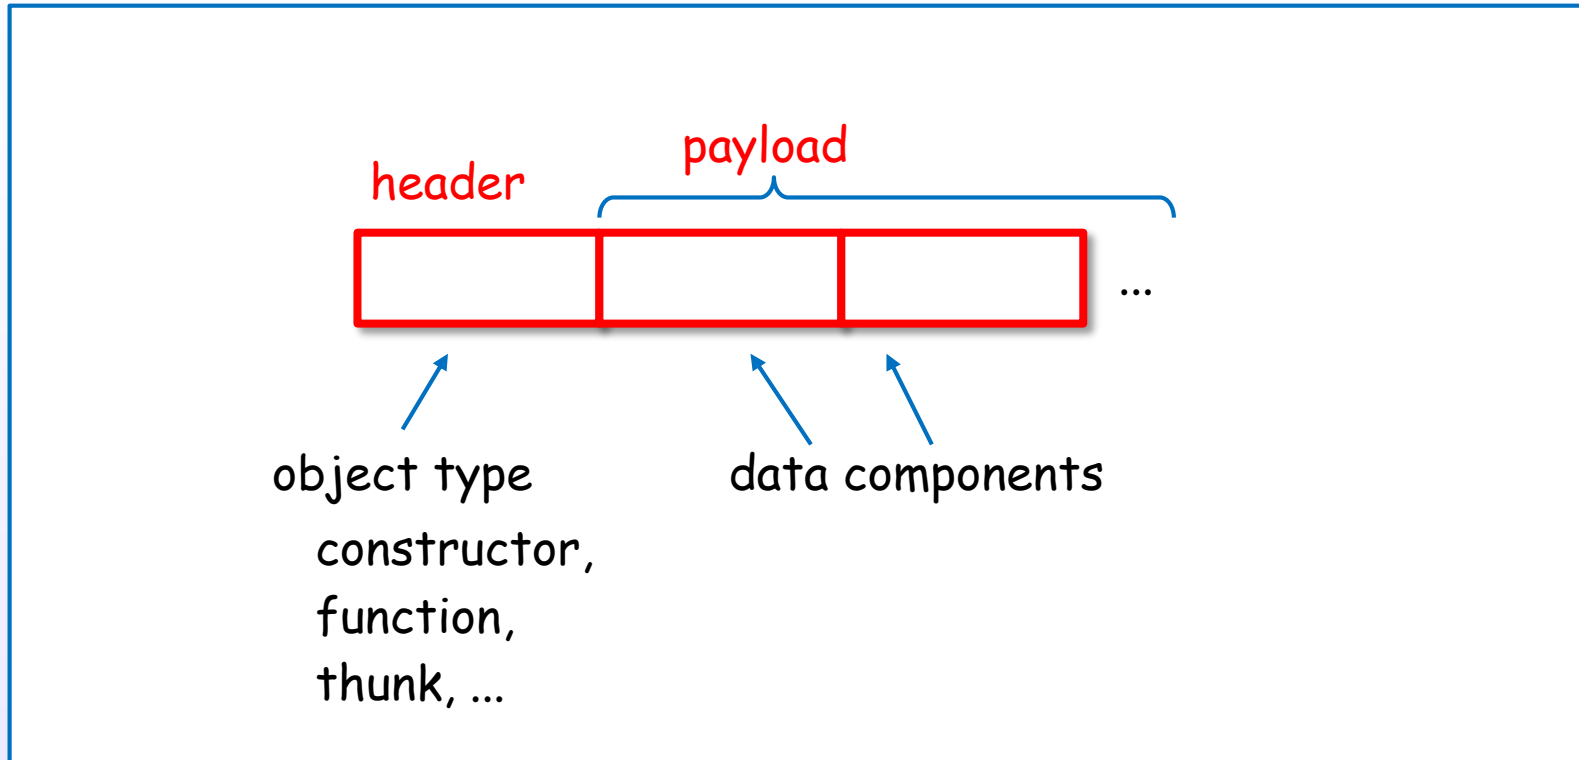 payload
header
...
object type
data components
constructor,
function,
thunk, ...